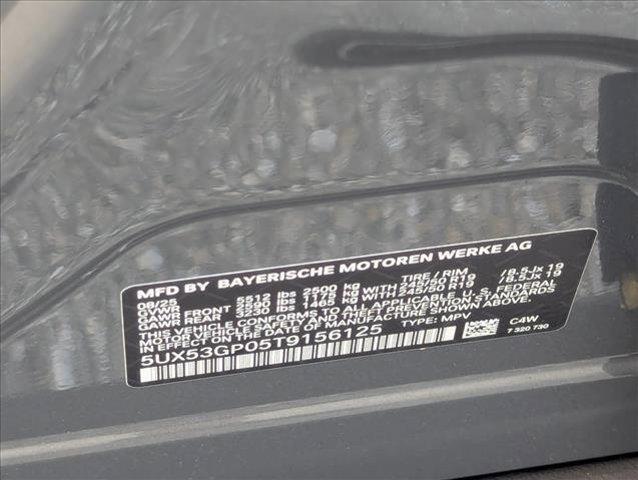 MFD BY BAYERISCHE MOTOREN WERKE AG
08/25 TIRE / RIM
GVWR 5512 lbs 2500 kg
GAWR FRONT 2590 lbs 1175 kg WITH 245/50 R19 /8.5Jx 19
GAWR REAR 3230 lbs 1465 kg WITH 245/50 R19 /8.5Jx 19
THIS VEHICLE CONFORMS TO ALL APPLICABLE U. S. FEDERAL
MOTOR VEHICLE SAFETY AND THEFT PREVENTION STANDARDS
IN EFFECT ON THE DATE OF MANUFACTURE SHOWN ABOVE.
5UX53GP05T9156125 TYPE: MPV
C4W
7 320 730